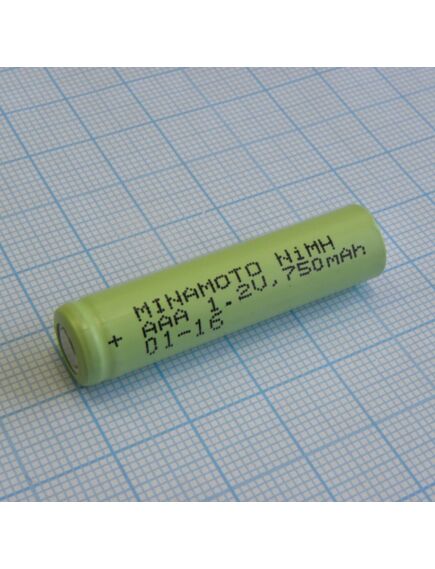 MINAMOTO NiMH
AAA 1.2V,750mAh
01-16
+